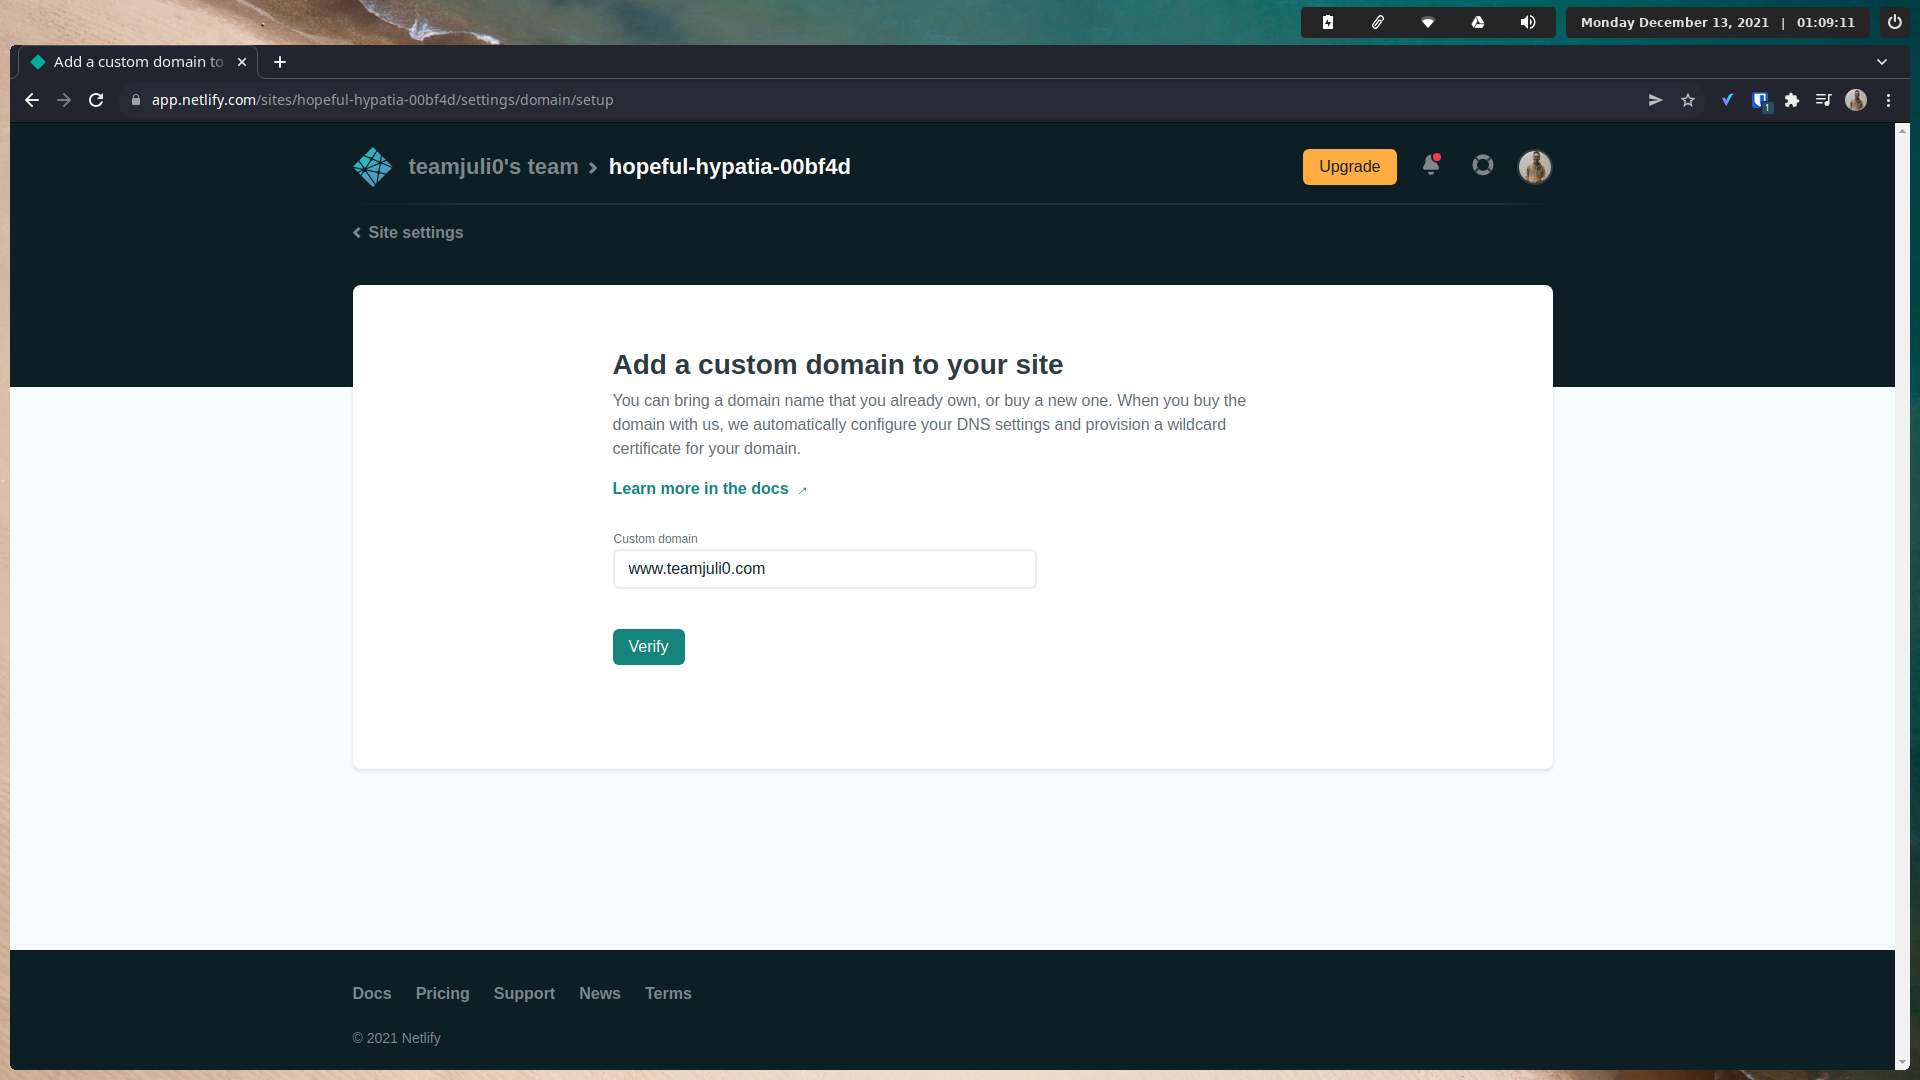 Monday December 13, 2021 | 01:09:11
Add a custom domain to
app.netlify.com/sites/hopeful-hypatia-00bf4d/settings/domain/setup
1
teamjuli0's team > hopeful-hypatia-00bf4d
Upgrade
Site settings
Add a custom domain to your site
You can bring a domain name that you already own, or buy a new one. When you buy the
domain with us, we automatically configure your DNS settings and provision a wildcard
certificate for your domain.
Learn more in the docs →
Custom domain
www.teamjuli0.com
Verify
Docs Pricing Support News Terms
© 2021 Netlify